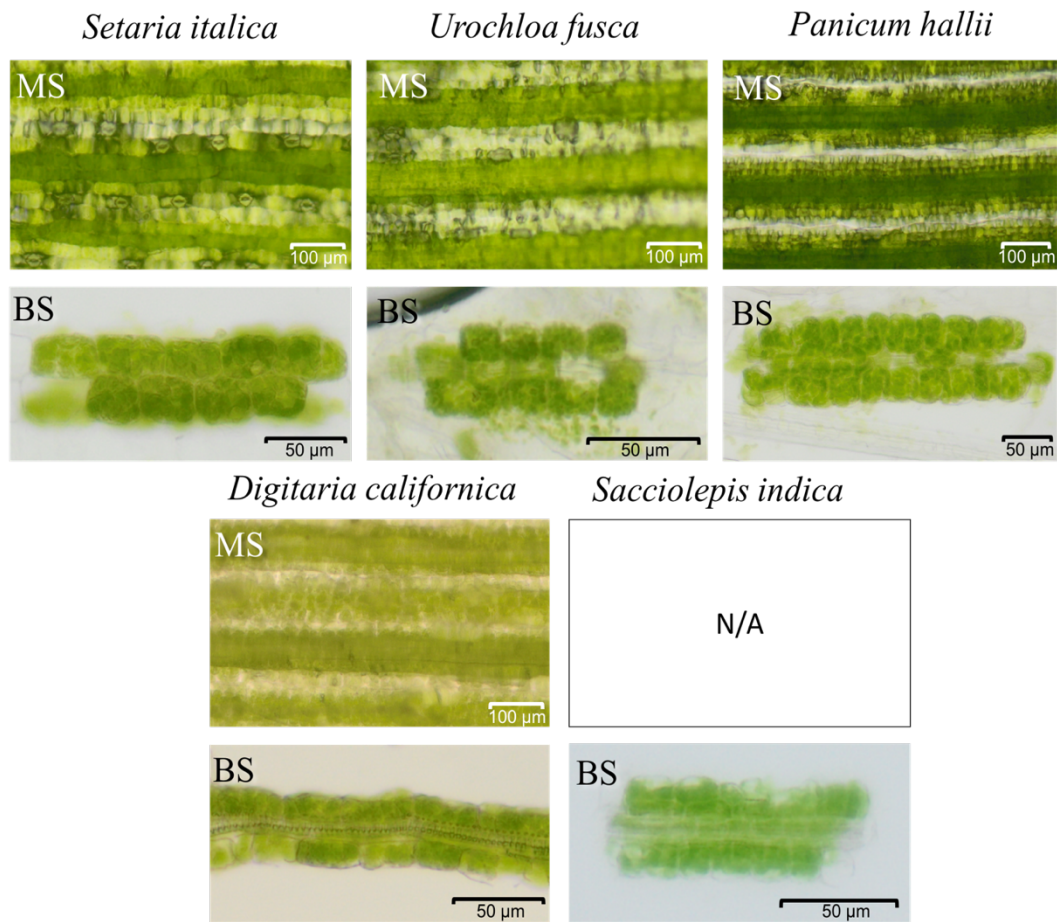 Setaria italica Urochloa fusca Panicum hallii
MS MS MS
100 μm 100 μm 100 μm
BS BS BS
50 μm 50 μm 50 μm
Digitaria californica Sacciolepis indica
MS
N/A
100 μm
BS BS
50 μm 50 μm